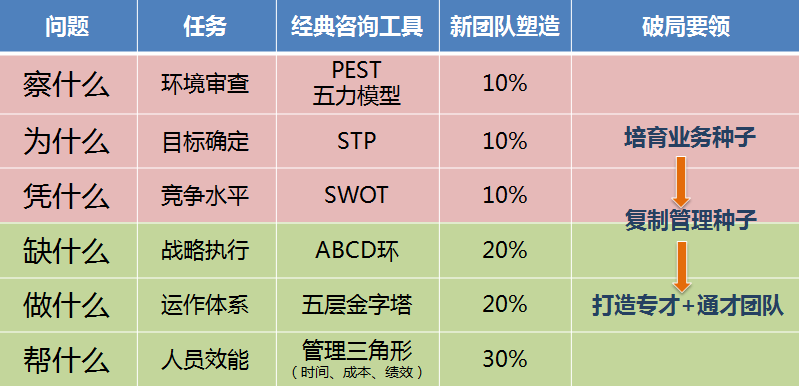 问题 任务 经典咨询工具 新团队塑造 破局要领
察什么 环境审查 PEST 10%
五力模型
为什么 目标确定 STP 10% 培育业务种子
凭什么 竞争水平 SWOT 10%
复制管理种子
缺什么 战略执行 ABCD环 20%
做什么 运作体系 五层金字塔 20% 打造专才+通才团队
帮什么 人员效能 管理三角形 30%
（时间、成本、绩效）